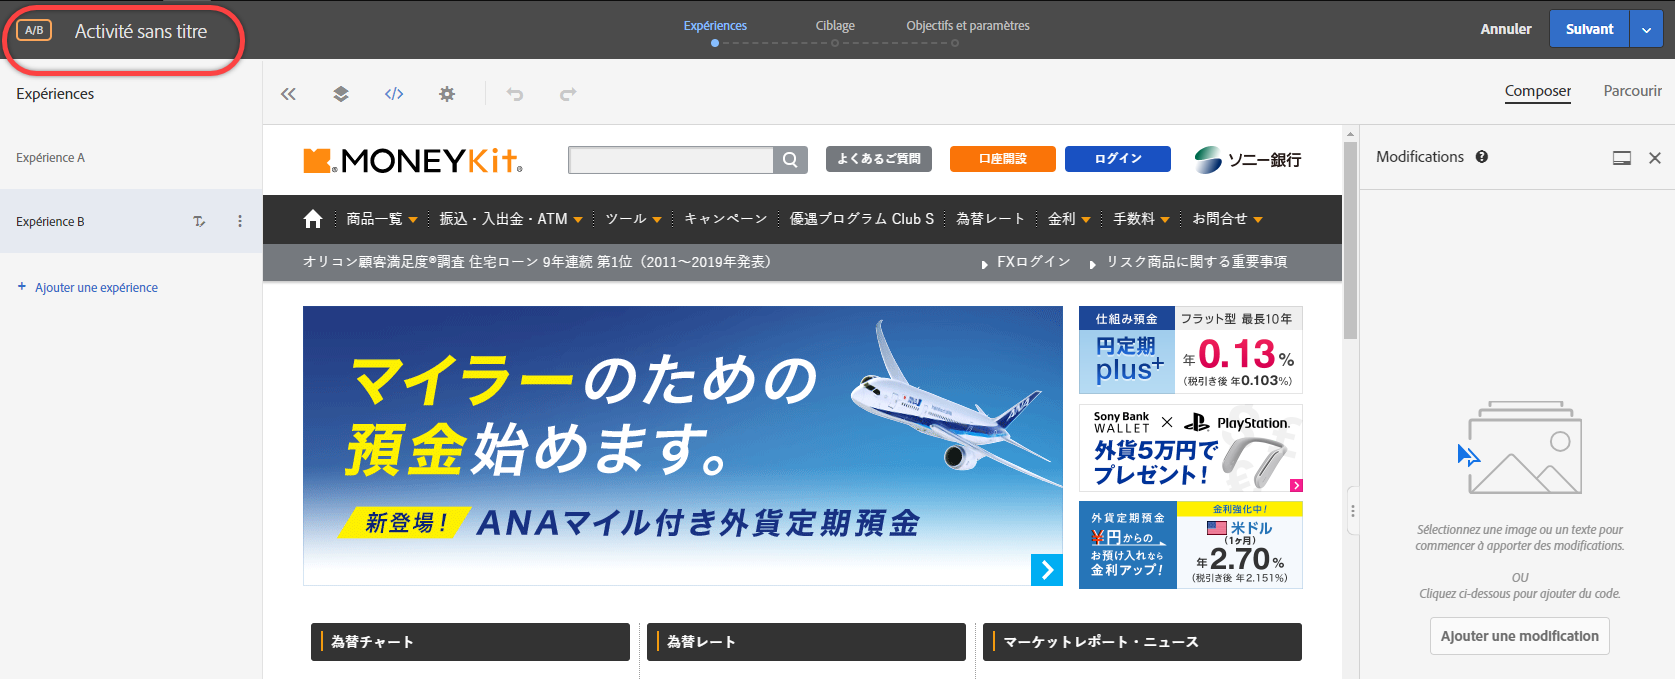 A/B Activité sans titre
Expériences Ciblage Objectifs et paramètres
Annuler Suivant
Expériences
Expérience A
Expérience B
+ Ajouter une expérience
</>
Composer Parcourir
MONEYKit
よくあるご質問 口座開設 ログイン ソニー銀行
商品一覧 振込・入出金・ATM ツール キャンペーン 優遇プログラム Club S 為替レート 金利 手数料 お問合せ
オリコン顧客満足度®調査 住宅ローン 9年連続 第1位（2011～2019年発表）
FXログイン リスク商品に関する重要事項
マイラーのための
預金始めます。
新登場！ ANAマイル付き外貨定期預金
仕組み預金 フラット型 最長10年
円定期
plus+
年0.13%
（税引き後 年0.103%）
Sony Bank
WALLET × PlayStation.
外貨5万円で
プレゼント！
外貨定期預金
¥円からの
お預け入れなら
金利アップ！
金利強化中！
米ドル
（1ヶ月）
年2.70%
（税引き後 年2.151%）
為替チャート
為替レート
マーケットレポート・ニュース
Modifications
Sélectionnez une image ou un texte pour
commencer à apporter des modifications.
OU
Cliquez ci-dessous pour ajouter du code.
Ajouter une modification